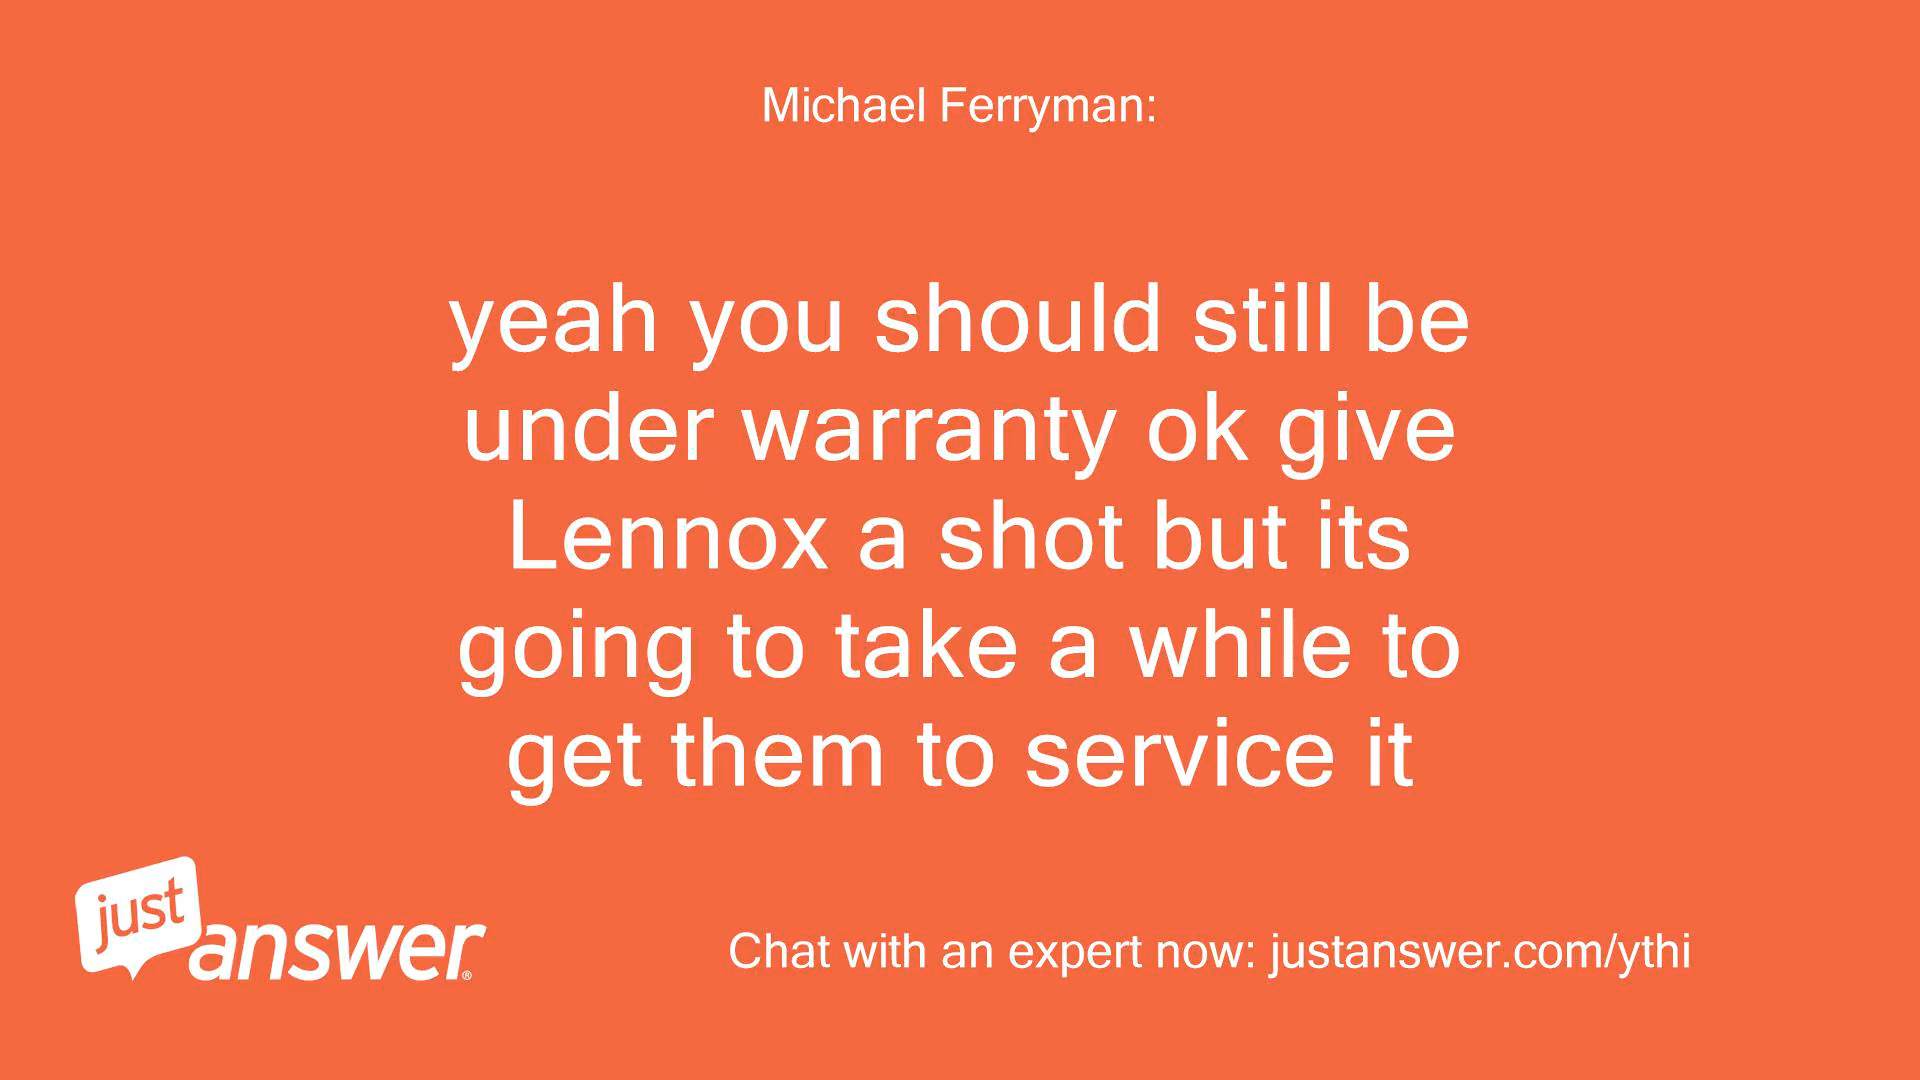 Michael Ferryman:
yeah you should still be
under warranty ok give
Lennox a shot but its
going to take a while to
get them to service it
just
answer®
Chat with an expert now: justanswer.com/ythi